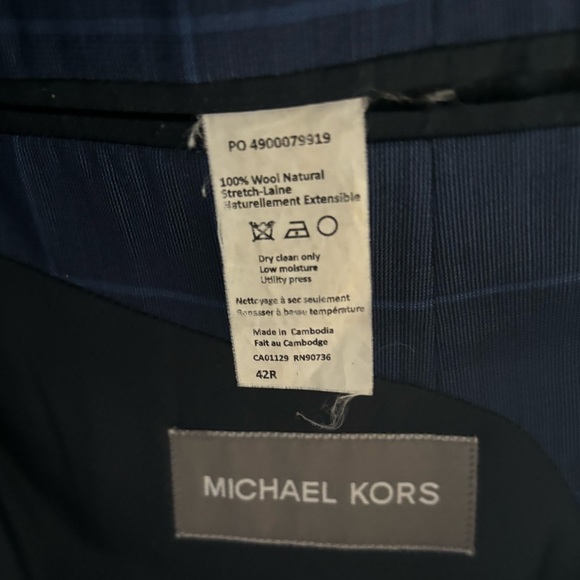 PO 4900079919
100% Wool Natural
Stretch-Laine
Naturellement Extensible
Dry clean only
Low moisture
Utility press
Nettoyage à sec seulement
Repasser à basse température
Made in Cambodia
Fait au Cambodge
CA01129 RN90736
42R
MICHAEL KORS